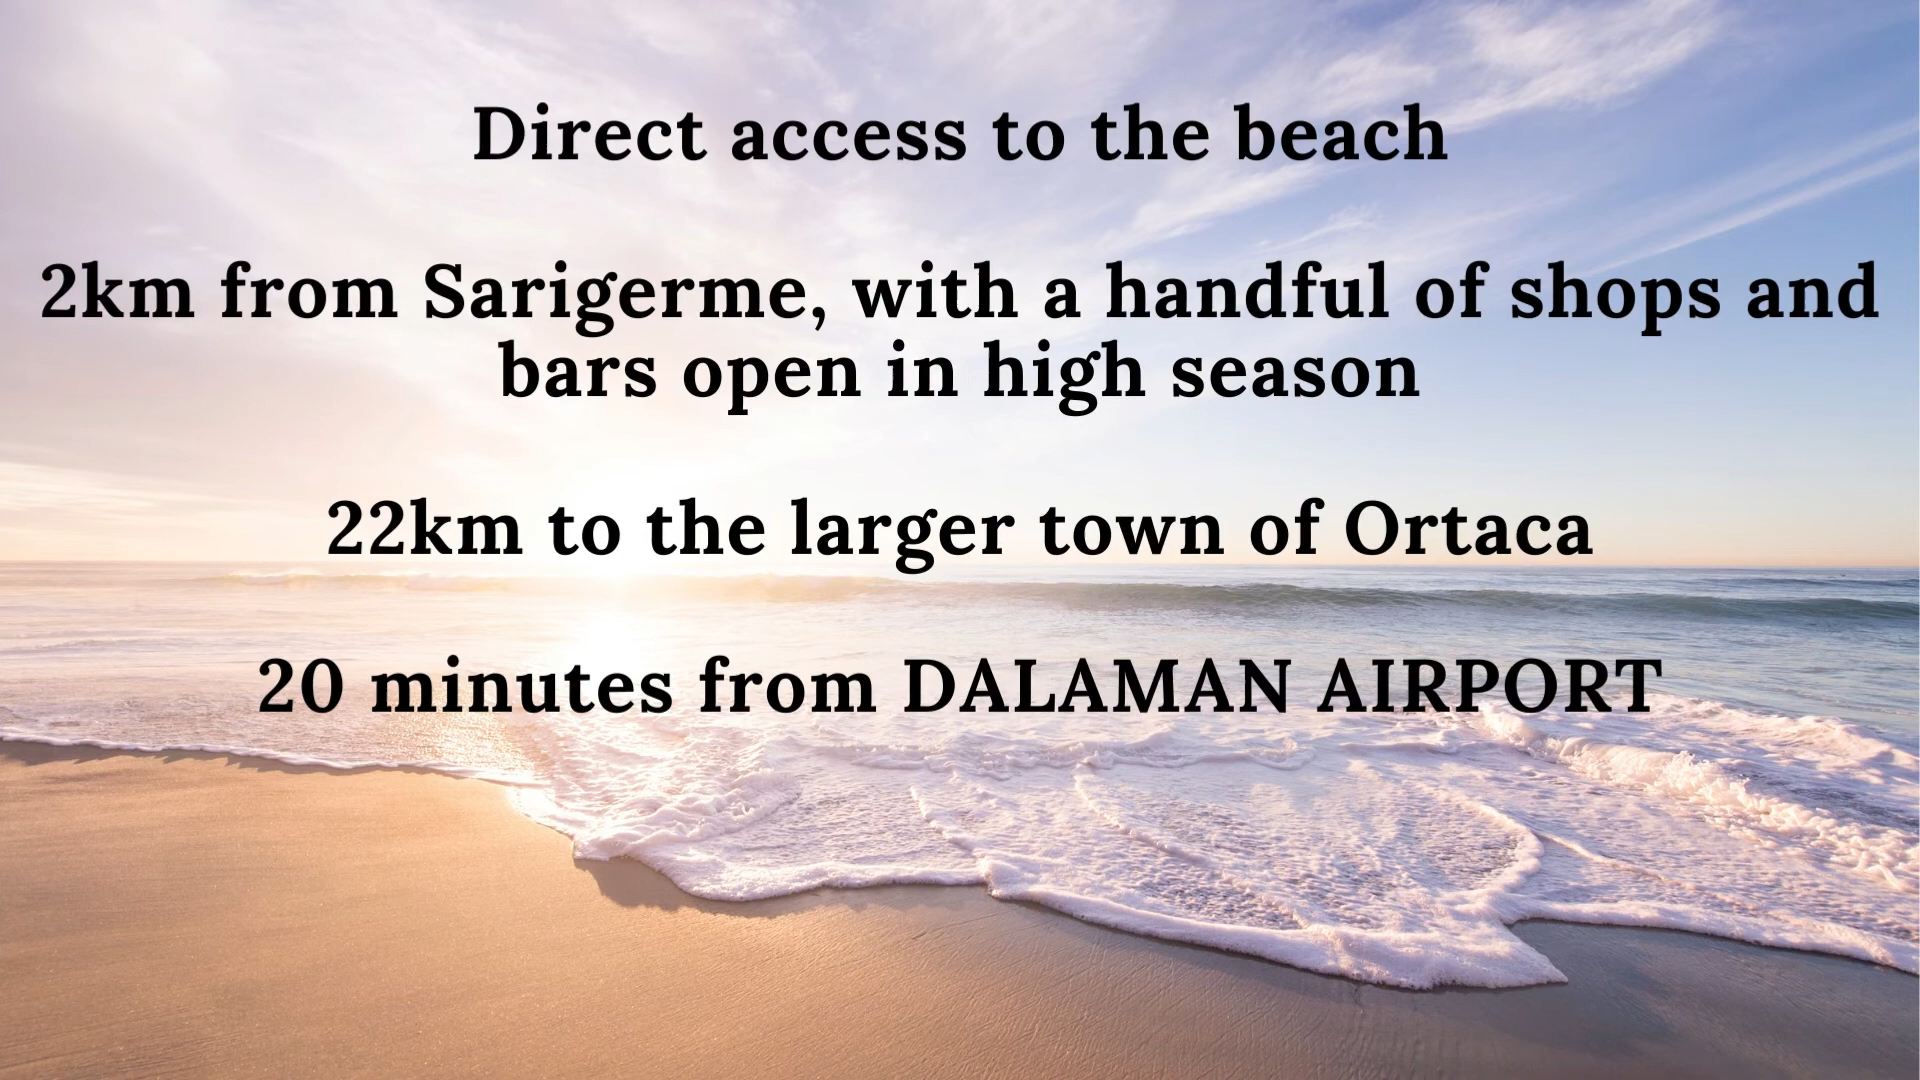 Direct access to the beach
2km from Sarigerme, with a handful of shops and
bars open in high season
22km to the larger town of Ortaca
20 minutes from DALAMAN AIRPORT